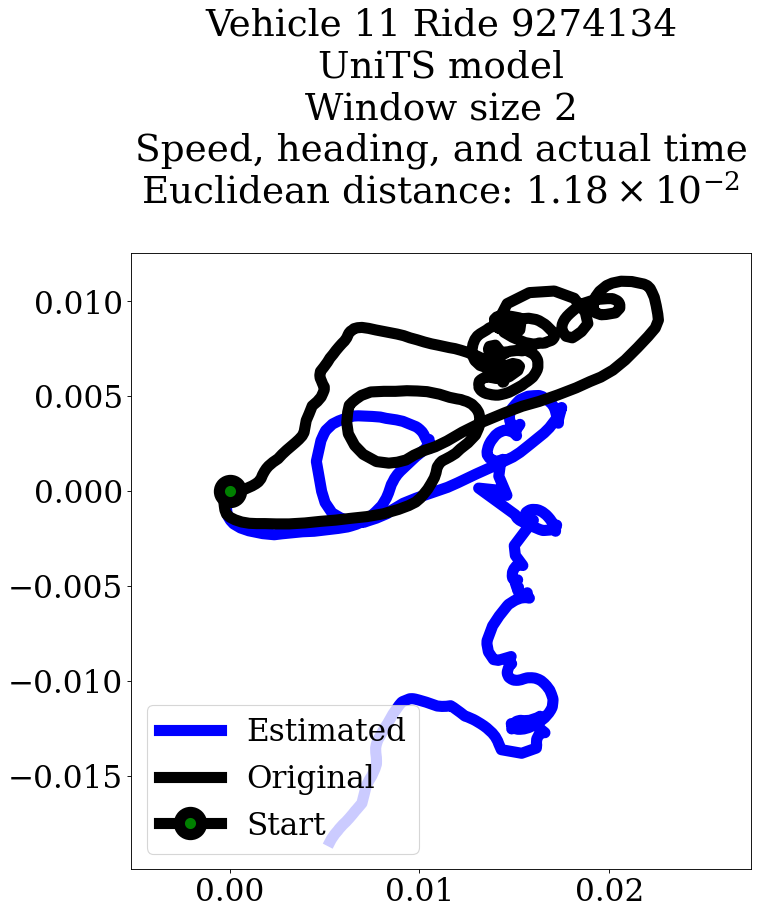 Vehicle 11 Ride 9274134
UniTS model
Window size 2
Speed, heading, and actual time
Euclidean distance: 1.18 × 10⁻²
0.010
0.005
0.000
−0.005
−0.010
−0.015
Estimated
Original
Start
0.00 0.01 0.02